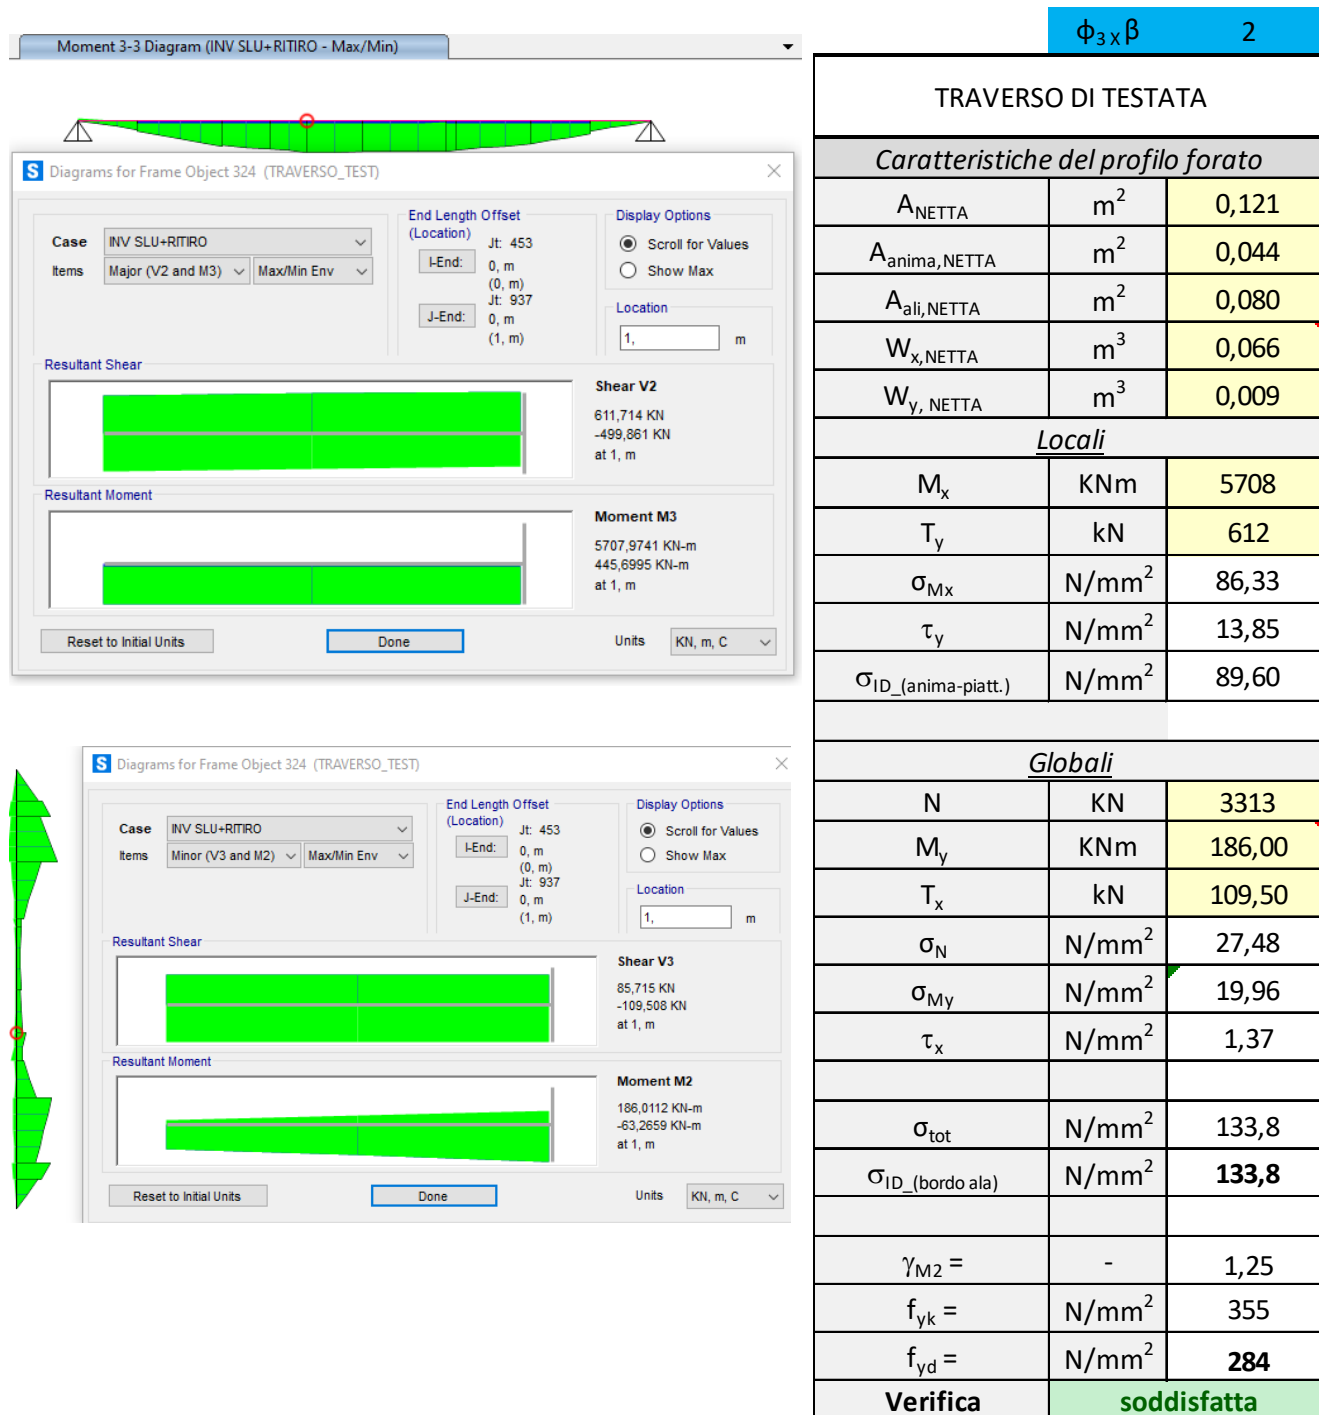 Moment 3-3 Diagram (INV SLU+RITIRO - Max/Min)
S Diagrams for Frame Object 324 (TRAVERSO_TEST)
Case INV SLU+RITIRO
Items Major (V2 and M3) Max/Min Env
End Length Offset
(Location)
I-End: Jt: 453
0, m
(0, m)
J-End: Jt: 937
0, m
(1, m)
Display Options
Scroll for Values
Show Max
Location
1, m
Resultant Shear
Shear V2
611,714 KN
-499,861 KN
at 1, m
Resultant Moment
Moment M3
5707,9741 KN-m
445,6995 KN-m
at 1, m
Reset to Initial Units Done Units KN, m, C
S Diagrams for Frame Object 324 (TRAVERSO_TEST)
Case INV SLU+RITIRO
Items Minor (V3 and M2) Max/Min Env
End Length Offset
(Location)
I-End: Jt: 453
0, m
(0, m)
J-End: Jt: 937
0, m
(1, m)
Display Options
Scroll for Values
Show Max
Location
1, m
Resultant Shear
Shear V3
85,715 KN
-109,508 KN
at 1, m
Resultant Moment
Moment M2
186,0112 KN-m
-63,2659 KN-m
at 1, m
Reset to Initial Units Done Units KN, m, C
ϕ3 X β 2
TRAVERSO DI TESTATA
Caratteristiche del profilo forato
ANETTA m² 0,121
Aanima,NETTA m² 0,044
Aali,NETTA m² 0,080
Wx,NETTA m³ 0,066
Wy, NETTA m³ 0,009
Locali
Mx KNm 5708
Ty kN 612
σMx N/mm² 86,33
τy N/mm² 13,85
σID_(anima-piatt.) N/mm² 89,60
Globali
N KN 3313
My KNm 186,00
Tx kN 109,50
σN N/mm² 27,48
σMy N/mm² 19,96
τx N/mm² 1,37
σtot N/mm² 133,8
σID_(bordo ala) N/mm² 133,8
γM2 = - 1,25
fyk = N/mm² 355
fyd = N/mm² 284
Verifica soddisfatta